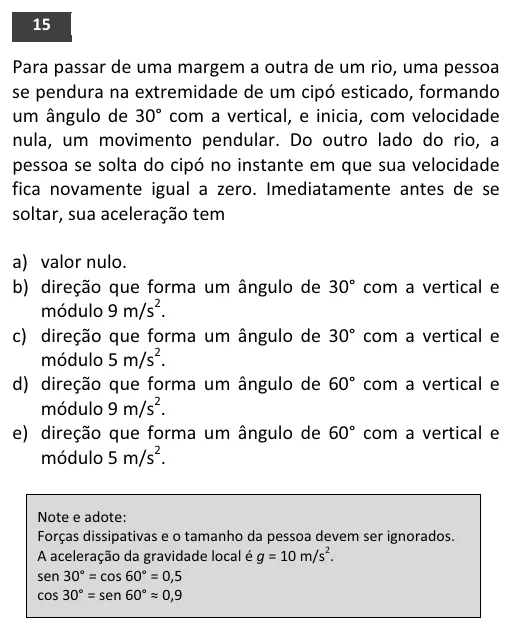 15
Para passar de uma margem a outra de um rio, uma pessoa
se pendura na extremidade de um cipó esticado, formando
um ângulo de 30° com a vertical, e inicia, com velocidade
nula, um movimento pendular. Do outro lado do rio, a
pessoa se solta do cipó no instante em que sua velocidade
fica novamente igual a zero. Imediatamente antes de se
soltar, sua aceleração tem
a) valor nulo.
b) direção que forma um ângulo de 30° com a vertical e
módulo 9 m/s².
c) direção que forma um ângulo de 30° com a vertical e
módulo 5 m/s².
d) direção que forma um ângulo de 60° com a vertical e
módulo 9 m/s².
e) direção que forma um ângulo de 60° com a vertical e
módulo 5 m/s².
Note e adote:
Forças dissipativas e o tamanho da pessoa devem ser ignorados.
A aceleração da gravidade local é g = 10 m/s².
sen 30° = cos 60° = 0,5
cos 30° = sen 60° ≈ 0,9